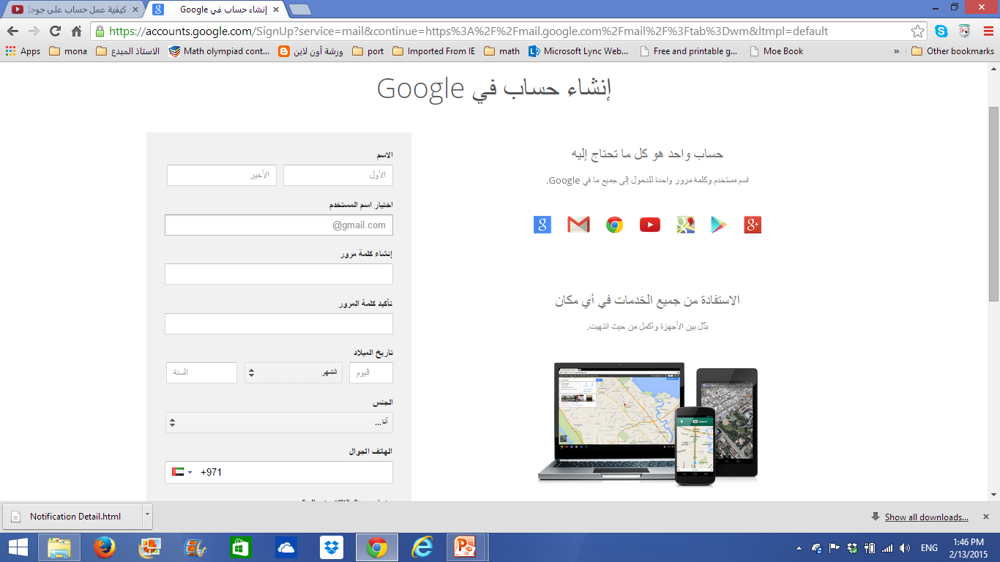 كيفية عمل حساب على جوجل
إنشاء حساب في Google
https://accounts.google.com/SignUp?service=mail&continue=https%3A%2F%2Fmail.google.com%2Fmail%2F%3Ftab%3Dwm&ltmpl=default
Apps mona الاستاذ المبدع Math olympiad cont... ورشة أون لاين port Imported From IE math Microsoft Lync Web... Free and printable g... Moe Book » Other bookmarks
إنشاء حساب في Google
حساب واحد هو كل ما تحتاج إليه
اسم مستخدم وكلمة مرور واحدة للدخول إلى جميع ما في Google.
الاستفادة من جميع الخدمات في أي مكان
بدّل بين الأجهزة وأكمل من حيث انتهيت.
الاسم
الأول الأخير
اختيار اسم المستخدم
@gmail.com
إنشاء كلمة مرور
تأكيد كلمة المرور
تاريخ الميلاد
اليوم الشهر السنة
الجنس
أنا...
الهاتف الجوال
+971
Notification Detail.html
Show all downloads...
ENG
1:46 PM
2/13/2015